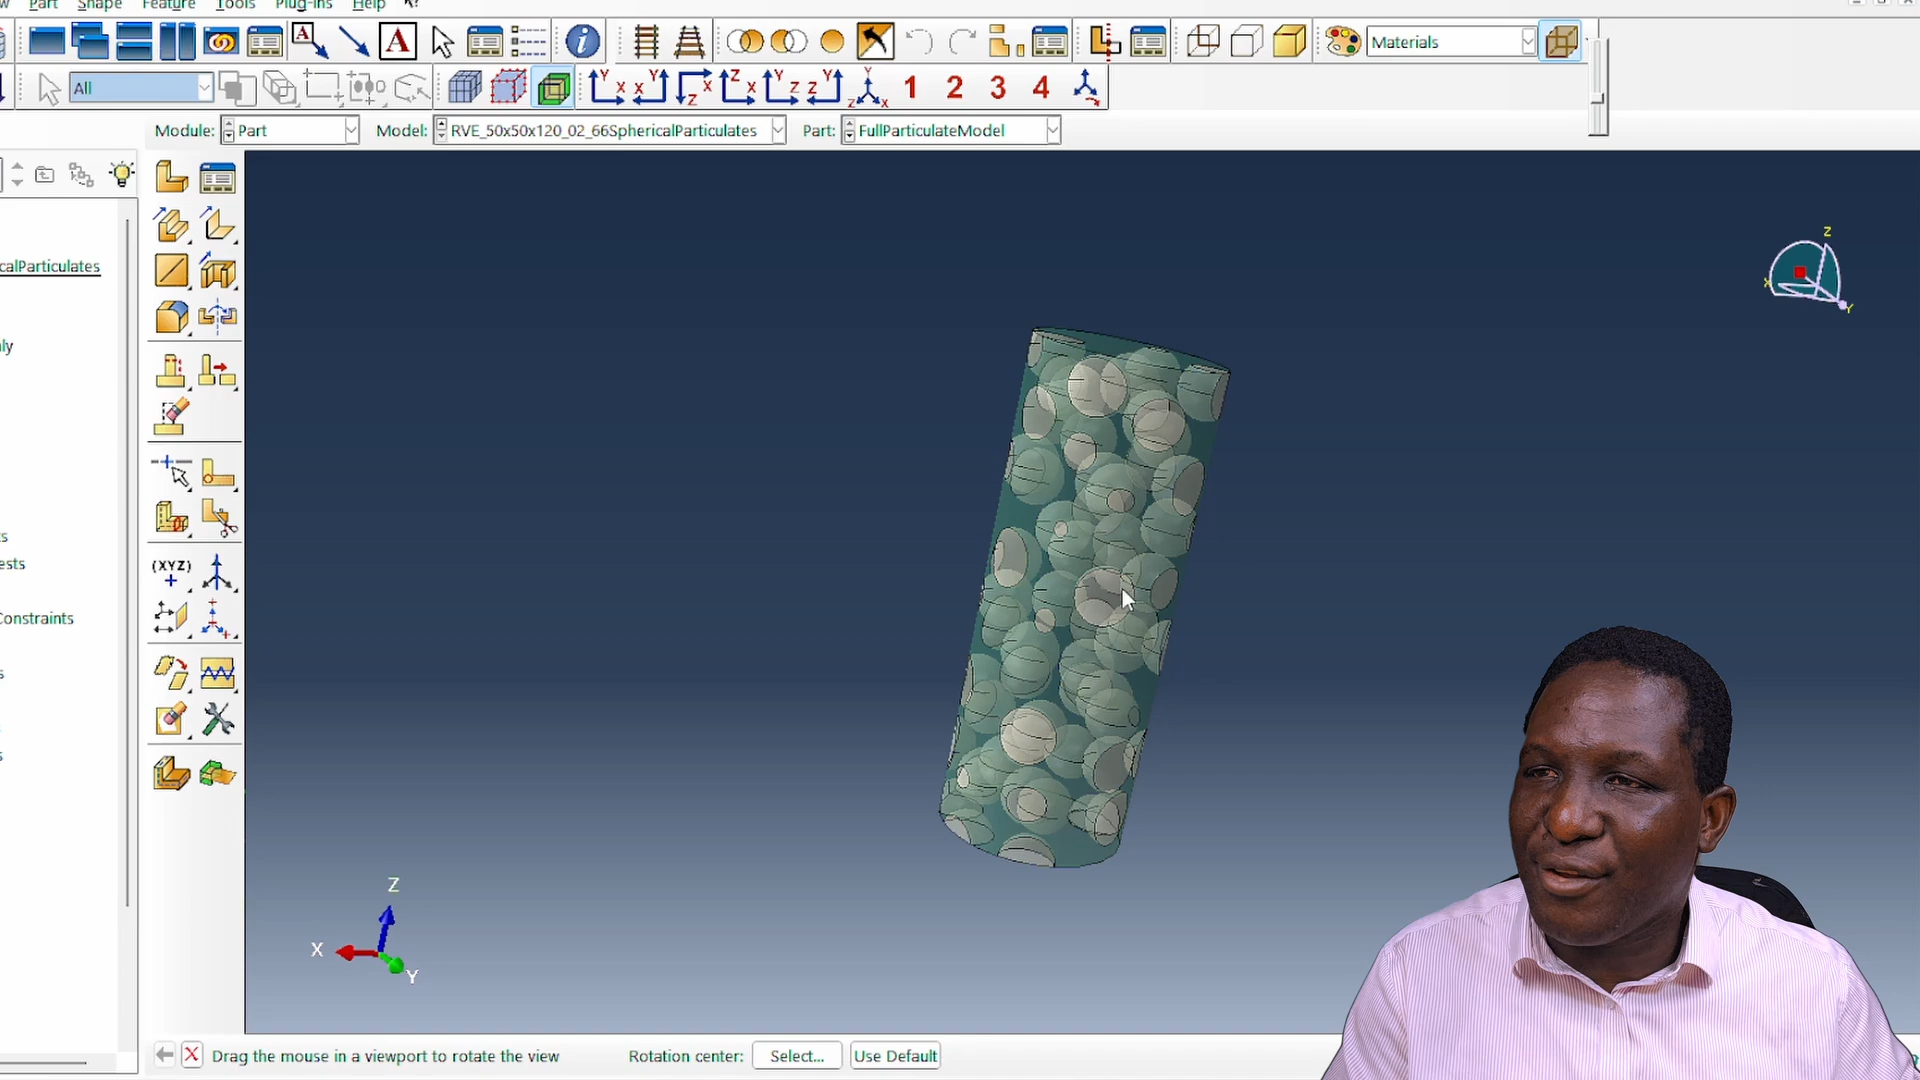 Part Shape Feature Tools Plug-ins Help
A A i Materials
All
Y X X Y Z X Z X Y Z Z Y Y Z X 1 2 3 4
Module: Part Model: RVE_50x50x120_02_66SphericalParticulates Part: FullParticulateModel
calParticulates
ly
s
ests
Constraints
s
s
(XYZ)
Z
X
Y
Z
X
Y
Drag the mouse in a viewport to rotate the view Rotation center: Select... Use Default